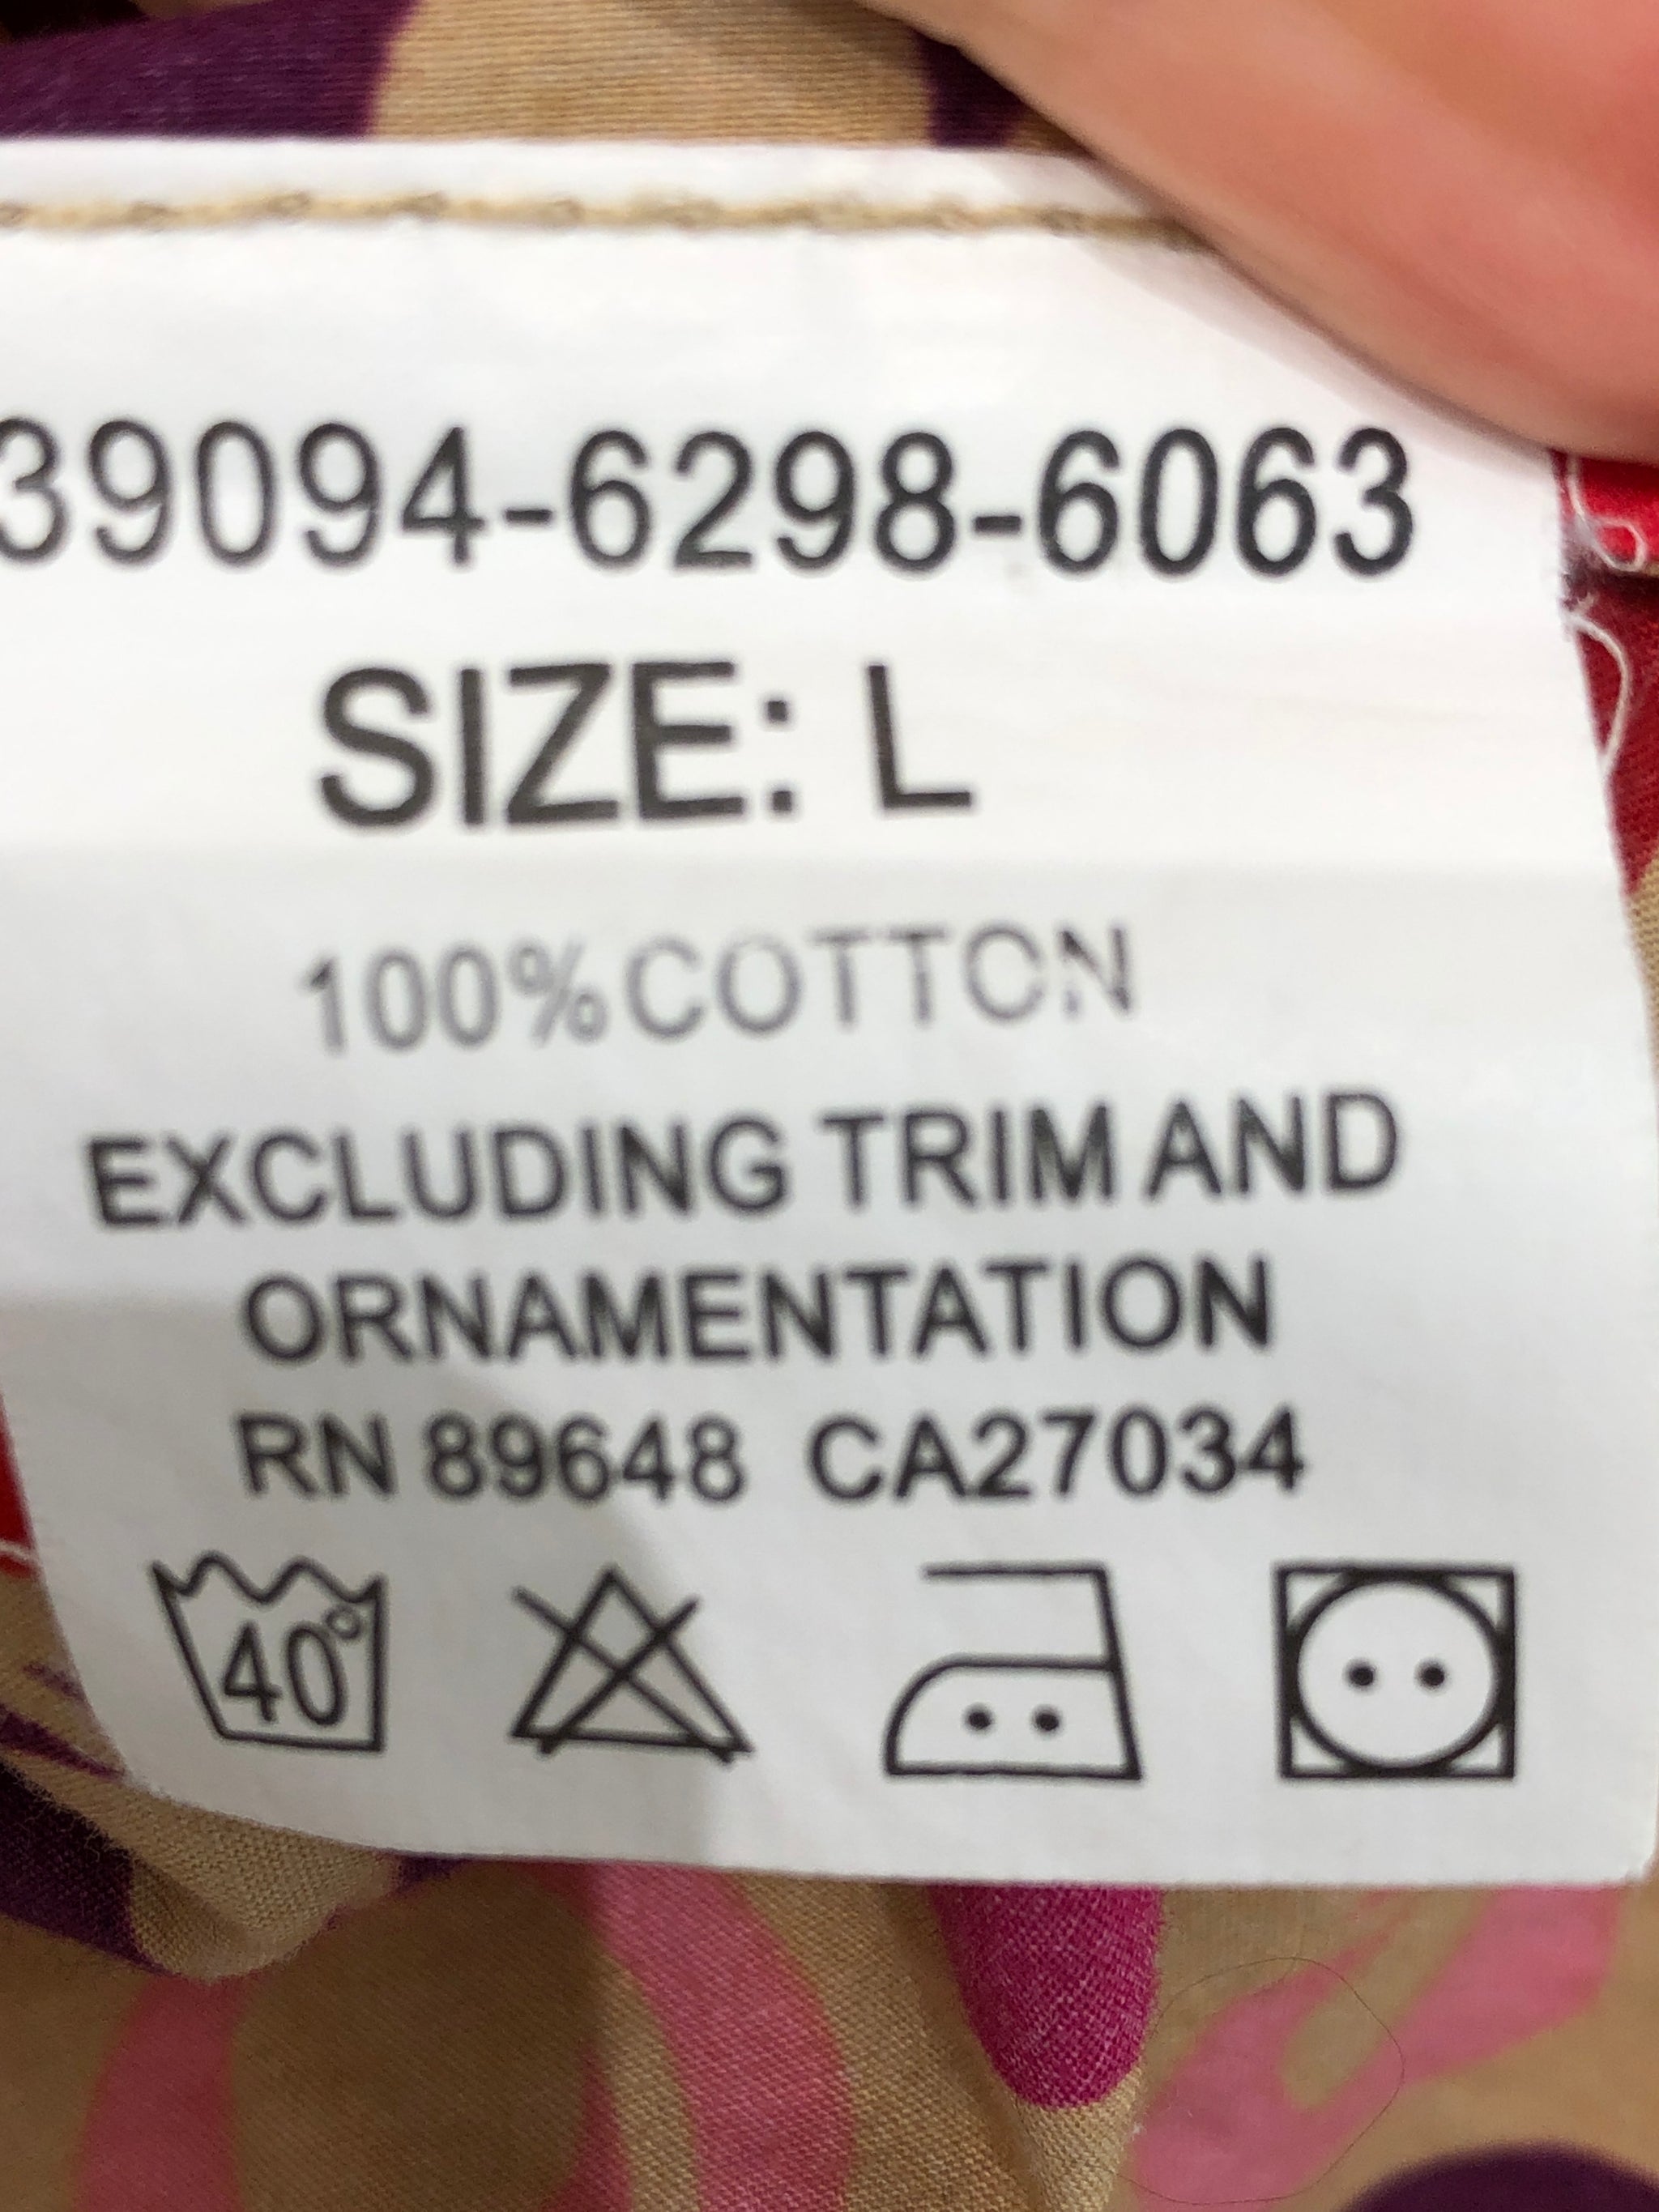 39094-6298-6063
SIZE: L
100%COTTON
EXCLUDING TRIM AND
ORNAMENTATION
RN 89648 CA27034
40°